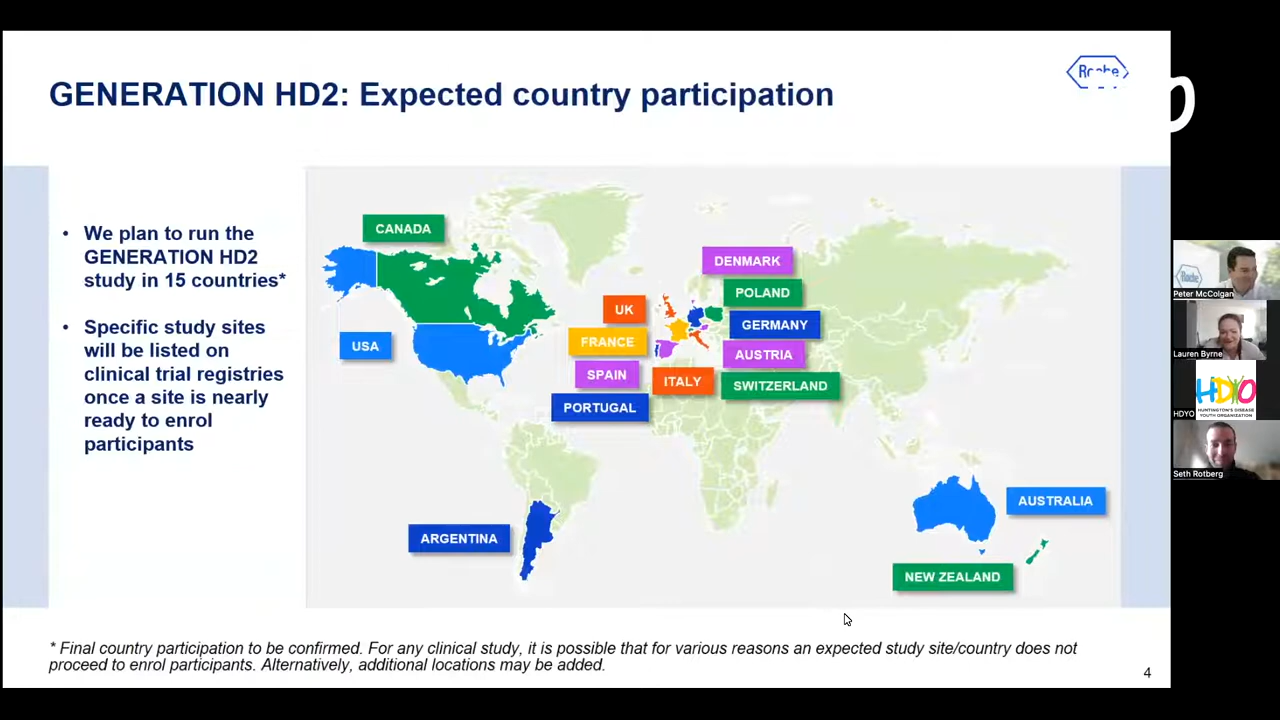 GENERATION HD2: Expected country participation
Roche
• We plan to run the
GENERATION HD2
study in 15 countries*
• Specific study sites
will be listed on
clinical trial registries
once a site is nearly
ready to enrol
participants
CANADA
USA
UK
FRANCE
SPAIN
PORTUGAL
ITALY
DENMARK
POLAND
GERMANY
AUSTRIA
SWITZERLAND
ARGENTINA
AUSTRALIA
NEW ZEALAND
* Final country participation to be confirmed. For any clinical study, it is possible that for various reasons an expected study site/country does not
proceed to enrol participants. Alternatively, additional locations may be added.
4
Roche
Peter McColgan
Lauren Byrne
HDYO
HUNTINGTON'S DISEASE
YOUTH ORGANIZATION
HDYO
Seth Rotberg